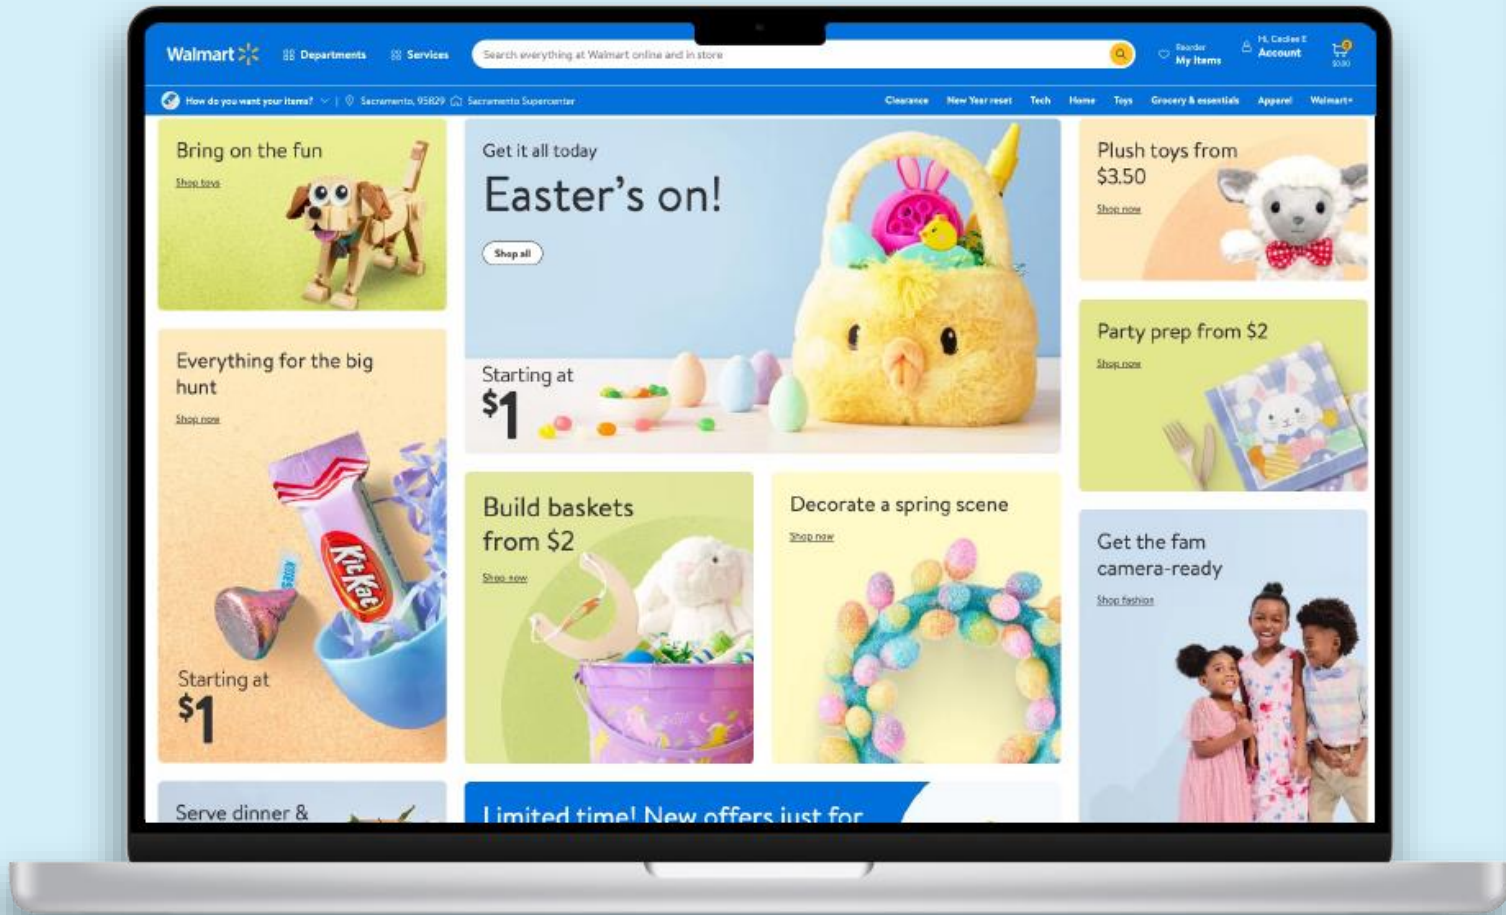 Walmart
Departments
Services
Search everything at Walmart online and in store
Reorder
My Items
Account
0
$0.00
How do you want your items?
Sacramento, 95829
Sacramento Supercenter
Clearance
New Year reset
Tech
Home
Toys
Grocery & essentials
Apparel
Walmart+
Bring on the fun
Shop toys
Get it all today
Easter's on!
Shop all
Starting at
$1
Plush toys from
$3.50
Shop now
Everything for the big
hunt
Shop now
KitKat
KISSES
Starting at
$1
Party prep from $2
Shop now
Build baskets
from $2
Shop now
Decorate a spring scene
Shop now
Get the fam
camera-ready
Shop fashion
Serve dinner &
Limited time! New offers just for